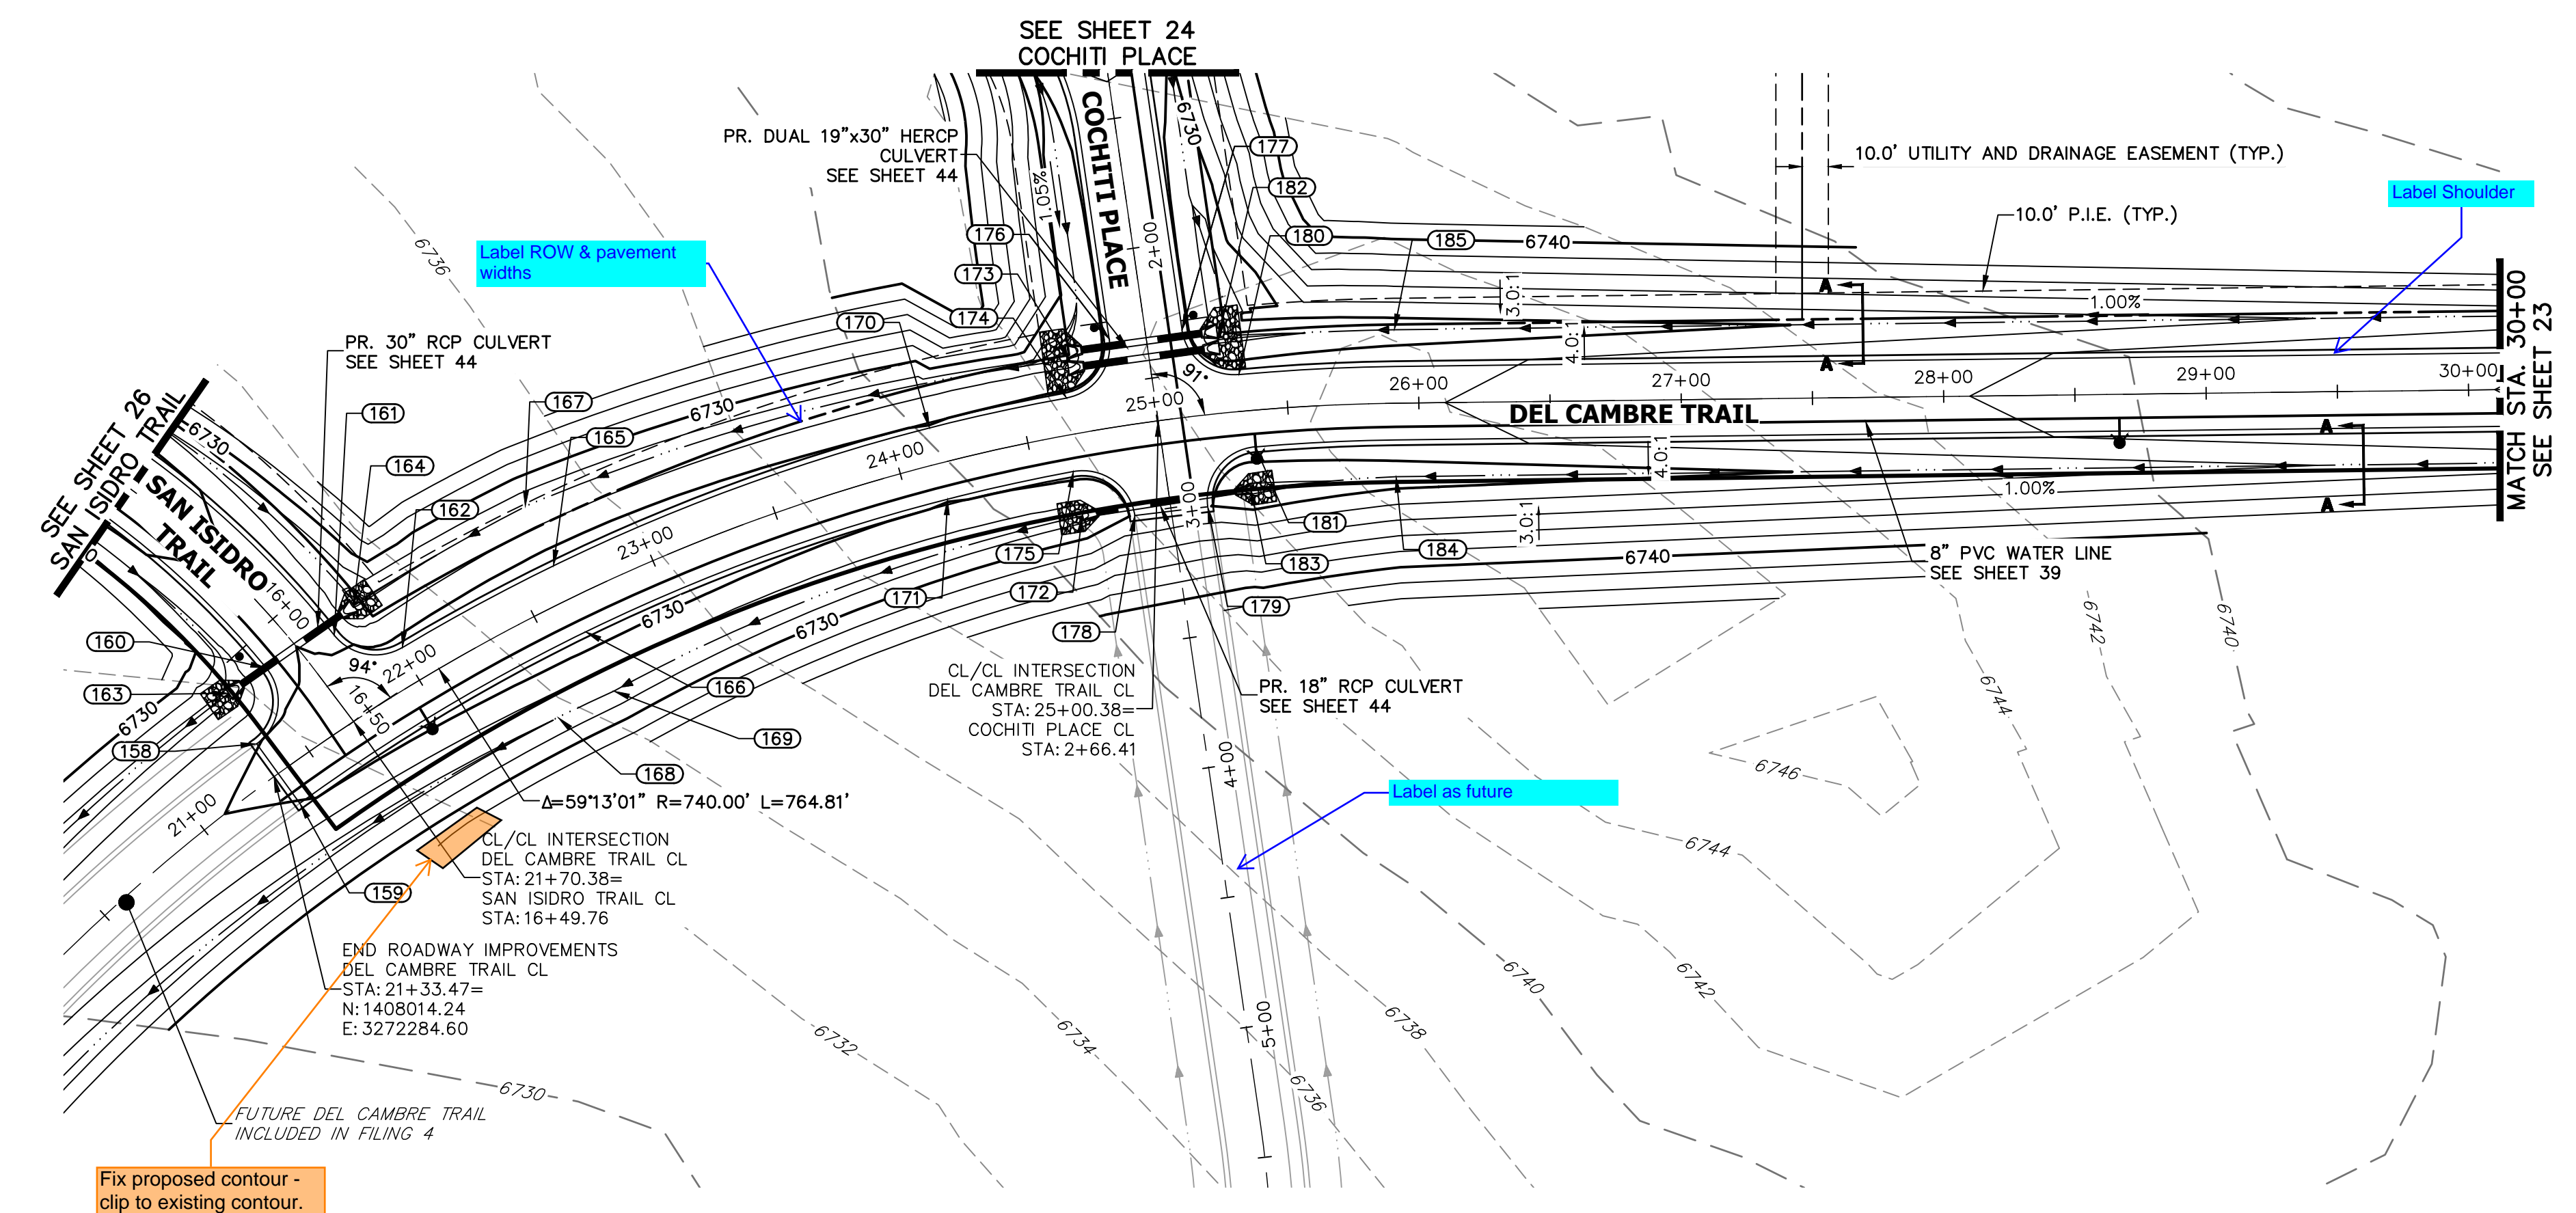 SEE SHEET 24
COCHITI PLACE
PR. DUAL 19"x30" HERCP
CULVERT
SEE SHEET 44
COCHITI PLACE
1.05%
6730
2+00
177
182
180
185
6740
176
173
174
170
10.0' UTILITY AND DRAINAGE EASEMENT (TYP.)
10.0' P.I.E. (TYP.)
Label Shoulder
Label ROW & pavement
widths
6736
PR. 30" RCP CULVERT
SEE SHEET 44
161
164
162
167
165
6730
SEE SHEET 26
SAN ISIDRO TRAIL
6730
SAN ISIDRO
TRAIL
16+00
94°
16+50
22+00
23+00
24+00
25+00
91°
26+00
27+00
28+00
29+00
30+00
3.0:1
4.0:1
A
A
1.00%
MATCH STA. 30+00
SEE SHEET 23
DEL CAMBRE TRAIL
4.0:1
A
A
1.00%
3.0:1
3+00
181
183
184
179
175
172
171
178
6740
8" PVC WATER LINE
SEE SHEET 39
6730
6730
160
163
6730
158
21+00
166
169
168
159
Δ=59°13'01" R=740.00' L=764.81'
CL/CL INTERSECTION
DEL CAMBRE TRAIL CL
STA: 25+00.38=
COCHITI PLACE CL
STA: 2+66.41
PR. 18" RCP CULVERT
SEE SHEET 44
4+00
Label as future
CL/CL INTERSECTION
DEL CAMBRE TRAIL CL
STA: 21+70.38=
SAN ISIDRO TRAIL CL
STA: 16+49.76
END ROADWAY IMPROVEMENTS
DEL CAMBRE TRAIL CL
STA: 21+33.47=
N: 1408014.24
E: 3272284.60
6742
6740
6744
6746
6744
6742
6740
6738
6736
6734
6732
6730
5+00
FUTURE DEL CAMBRE TRAIL
INCLUDED IN FILING 4
Fix proposed contour -
clip to existing contour.